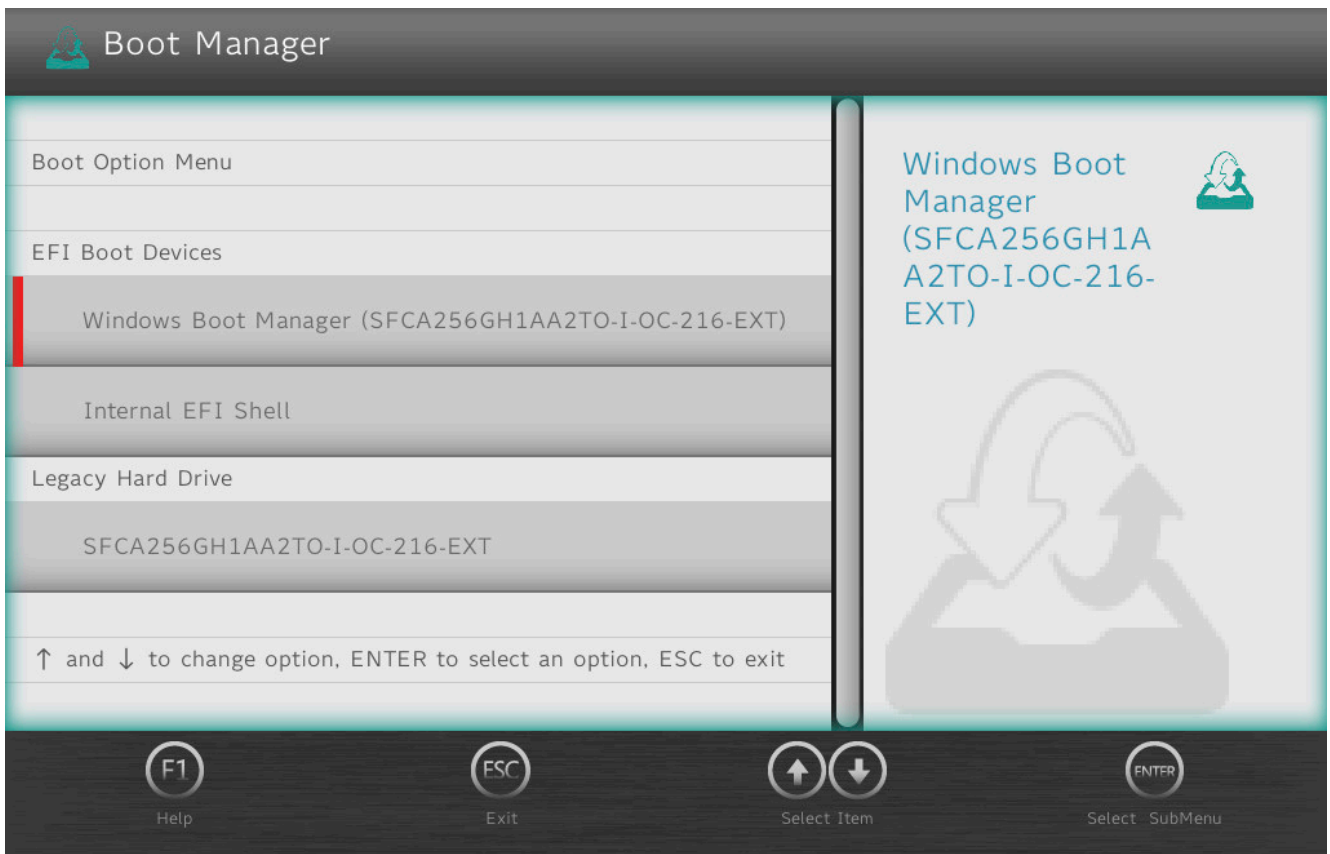 Boot Manager
Boot Option Menu
EFI Boot Devices
Windows Boot Manager (SFCA256GH1AA2TO-I-OC-216-EXT)
Internal EFI Shell
Legacy Hard Drive
SFCA256GH1AA2TO-I-OC-216-EXT
↑ and ↓ to change option, ENTER to select an option, ESC to exit
Windows Boot
Manager
(SFCA256GH1A
A2TO-I-OC-216-
EXT)
F1
Help
ESC
Exit
Select Item
ENTER
Select SubMenu